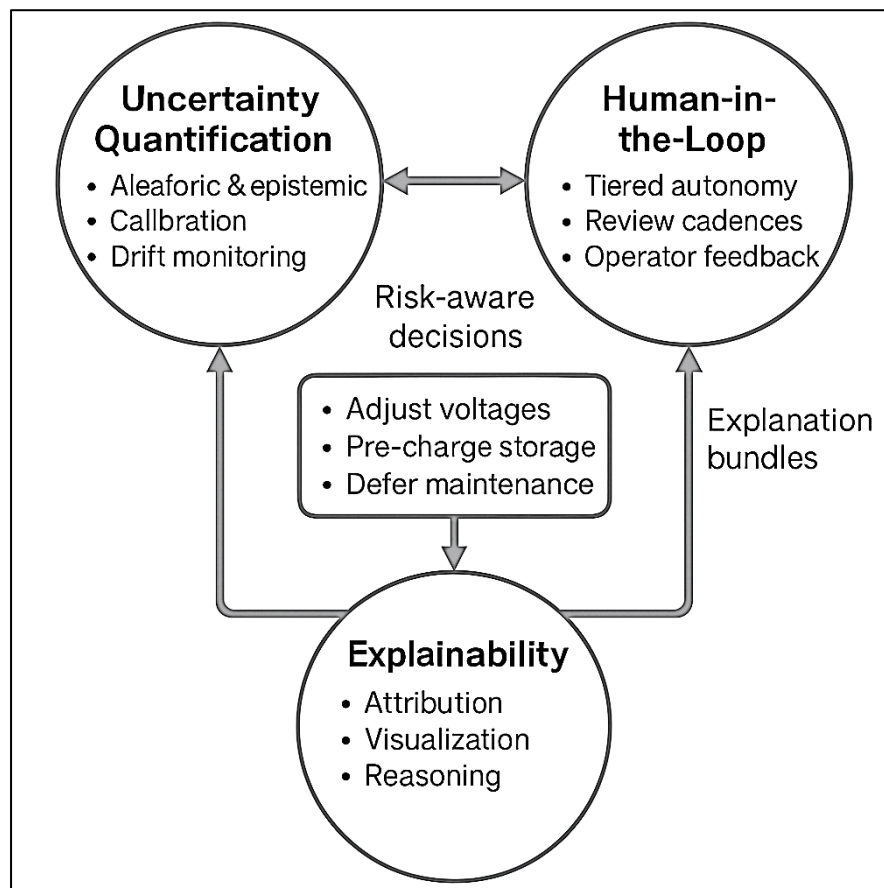 Uncertainty
Quantification
• Aleaforic & epistemic
• Callbration
• Drift monitoring
Human-in-
the-Loop
• Tiered autonomy
• Review cadences
• Operator feedback
Risk-aware
decisions
• Adjust voltages
• Pre-charge storage
• Defer maintenance
Explanation
bundles
Explainability
• Attribution
• Visualization
• Reasoning